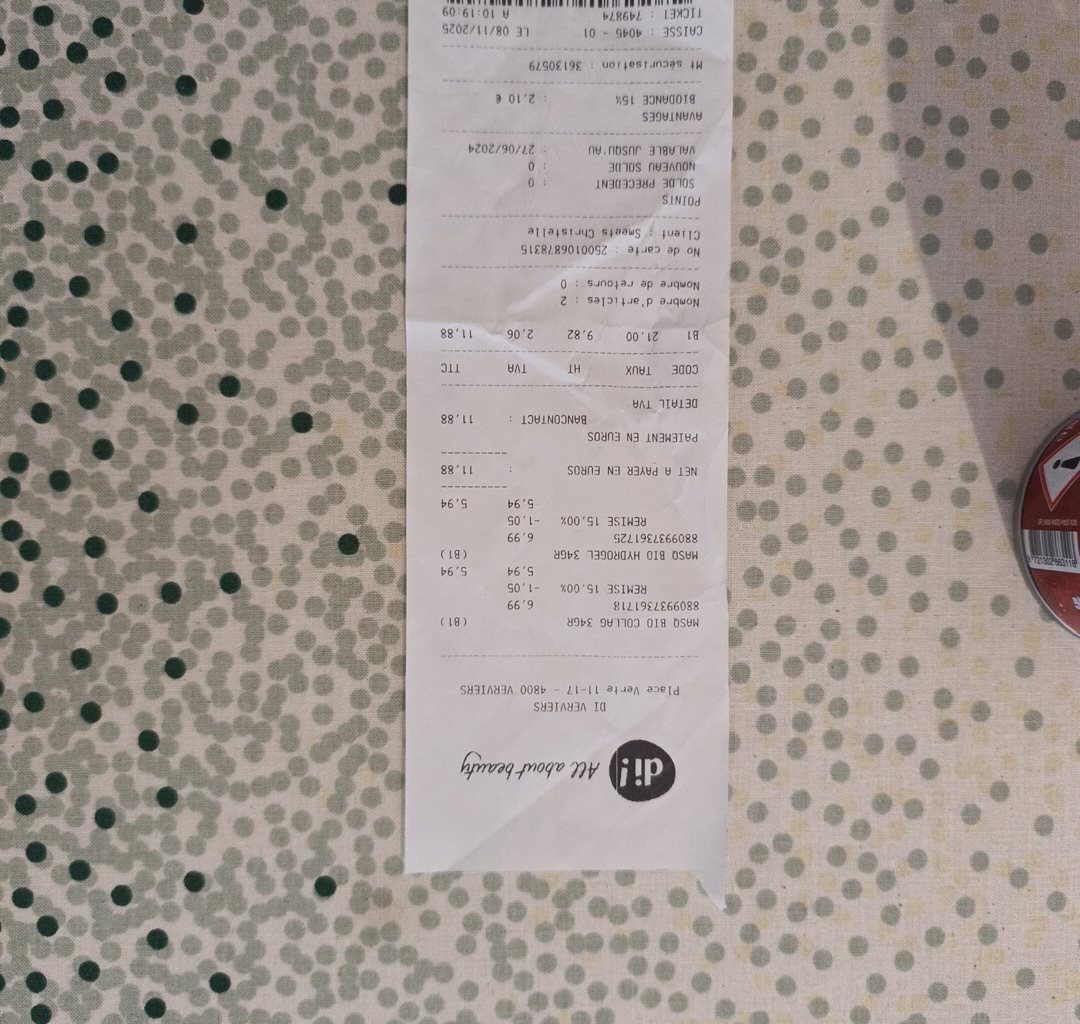 di! All about beauty
DI VERVIERS
Place Verte 11-17 - 4800 VERVIERS
MASQ BIO COLLAG 34GR (B1)
8809937361718 6,99
REMISE 15,00% -1,05
5,94 5,94
MASQ BIO HYDROGEL 34GR (B1)
8809937361725 6,99
REMISE 15,00% -1,05
5,94 5,94
NET A PAYER EN EUROS : 11,88
PAIEMENT EN EUROS
BANCONTACT : 11,88
DETAIL TVA
CODE TAUX HT TVA TTC
B1 21,00 9,82 2,06 11,88
Nombre d'articles : 2
Nombre de retours : 0
No de carte : 2500106878315
Client : Smeets Christelle
POINTS
SOLDE PRECEDENT : 0
NOUVEAU SOLDE : 0
VALABLE JUSQU'AU : 27/06/2024
AVANTAGES
BIODANCE 15% : 2,10 €
Mt sécurisation : 36130579
CAISSE : 4045 - 01 LE 08/11/2025
TICKET : 749874 A 10:19:09